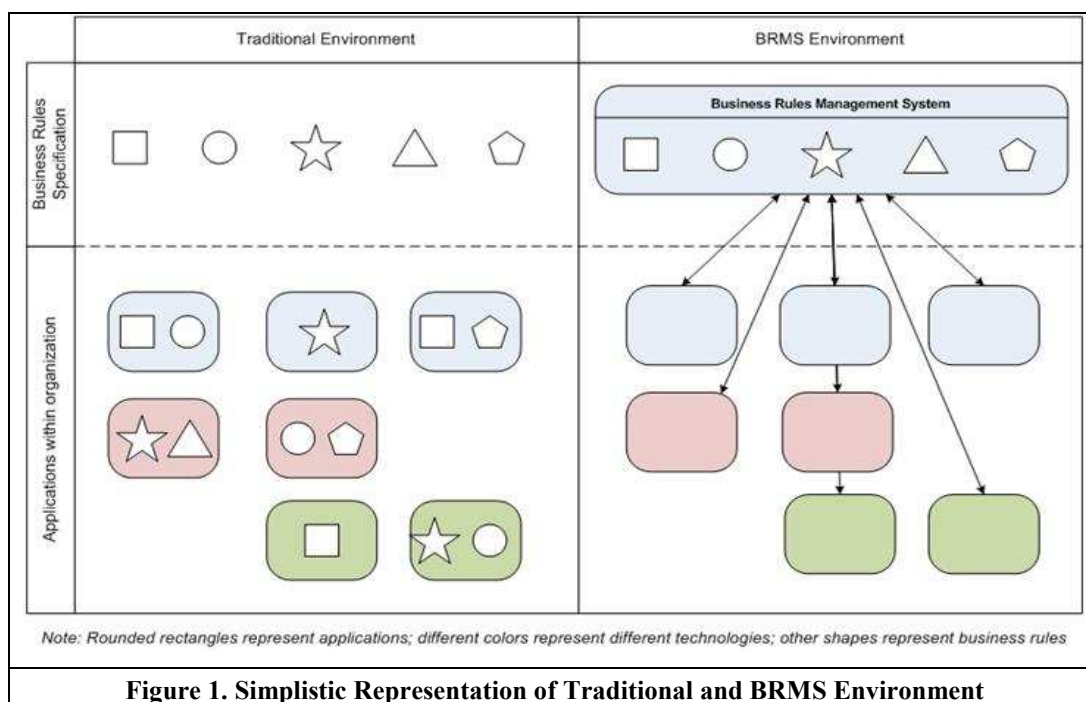 Traditional Environment
BRMS Environment
Business Rules
Specification
Business Rules Management System
Applications within organization
Note: Rounded rectangles represent applications; different colors represent different technologies; other shapes represent business rules
Figure 1. Simplistic Representation of Traditional and BRMS Environment